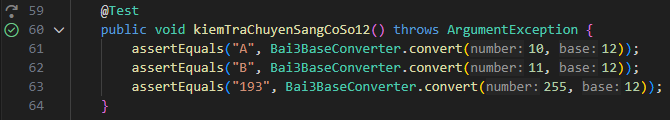 59 @Test
60 public void kiemTraChuyenSangCoSo12() throws ArgumentException {
61 assertEquals("A", Bai3BaseConverter.convert(number: 10, base: 12));
62 assertEquals("B", Bai3BaseConverter.convert(number: 11, base: 12));
63 assertEquals("193", Bai3BaseConverter.convert(number: 255, base: 12));
64 }